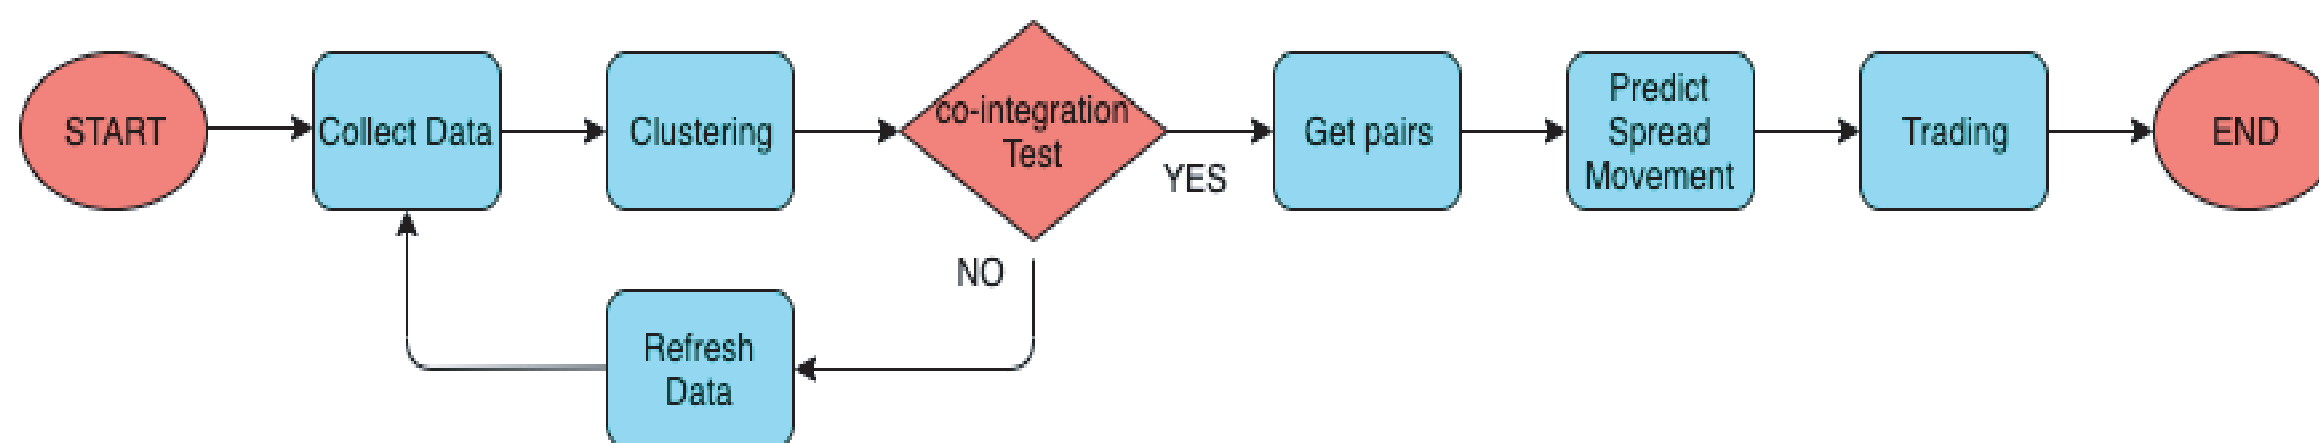 START
Collect Data
Clustering
co-integration
Test
YES
Get pairs
Predict
Spread
Movement
Trading
END
NO
Refresh
Data